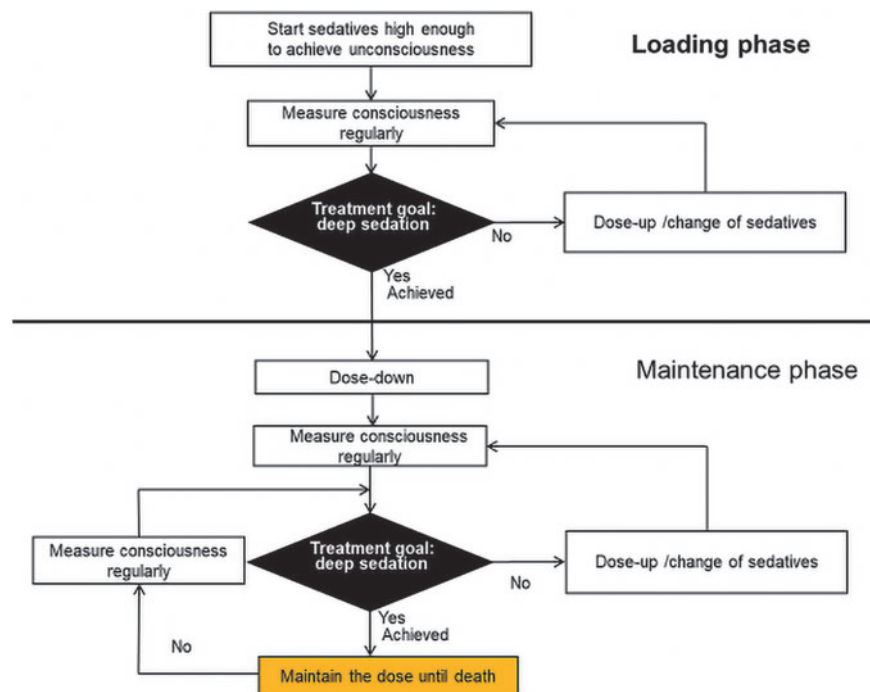 Start sedatives high enough
to achieve unconsciousness
Loading phase
Measure consciousness
regularly
Treatment goal:
deep sedation
No
Dose-up /change of sedatives
Yes
Achieved
Dose-down
Maintenance phase
Measure consciousness
regularly
Measure consciousness
regularly
Treatment goal:
deep sedation
No
Dose-up /change of sedatives
Yes
Achieved
No
Maintain the dose until death